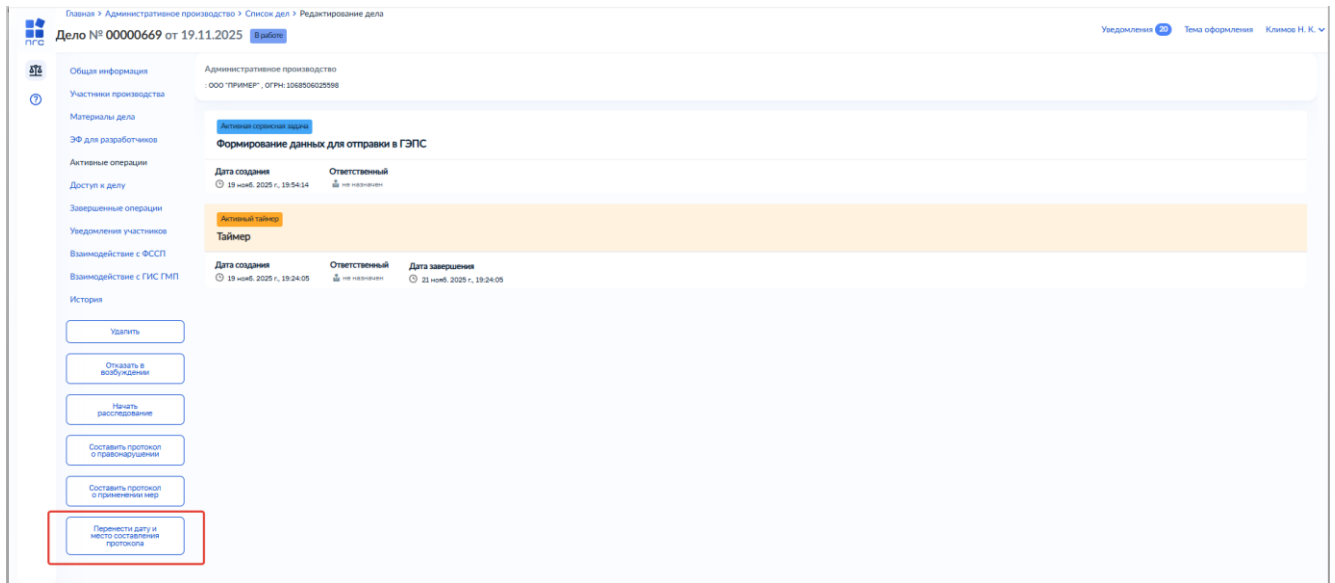 Главная > Административное производство > Список дел > Редактирование дела
Дело № 00000669 от 19.11.2025 В работе
Уведомления 20 Тема оформления Климов Н. К.
пгс
Общая информация
Участники производства
Материалы дела
ЭФ для разработчиков
Активные операции
Доступ к делу
Завершенные операции
Уведомления участников
Взаимодействие с ФССП
Взаимодействие с ГИС ГМП
История
Удалить
Отказать в
возбуждении
Начать
расследование
Составить протокол
о правонарушении
Составить протокол
о применении мер
Перенести дату и
место составления
протокола
Административное производство
: ООО "ПРИМЕР" , ОГРН: 1068506025598
Активная сервисная задача
Формирование данных для отправки в ГЭПС
Дата создания Ответственный
19 нояб. 2025 г., 19:54:14 не назначен
Активный таймер
Таймер
Дата создания Ответственный Дата завершения
19 нояб. 2025 г., 19:24:05 не назначен 21 нояб. 2025 г., 19:24:05